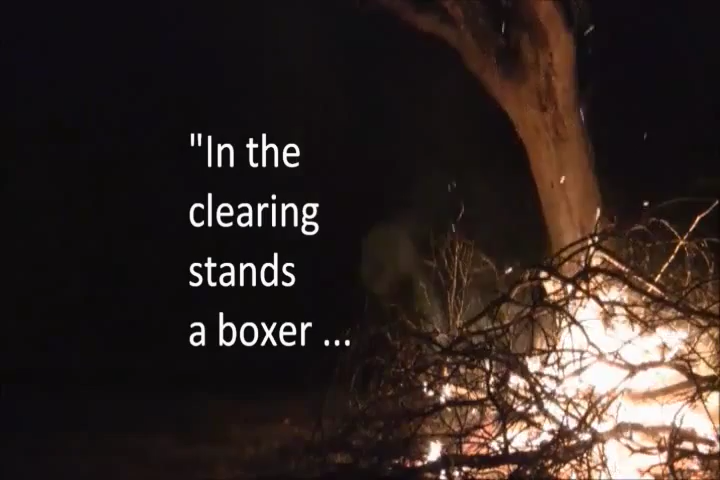 "In the
clearing
stands
a boxer ...